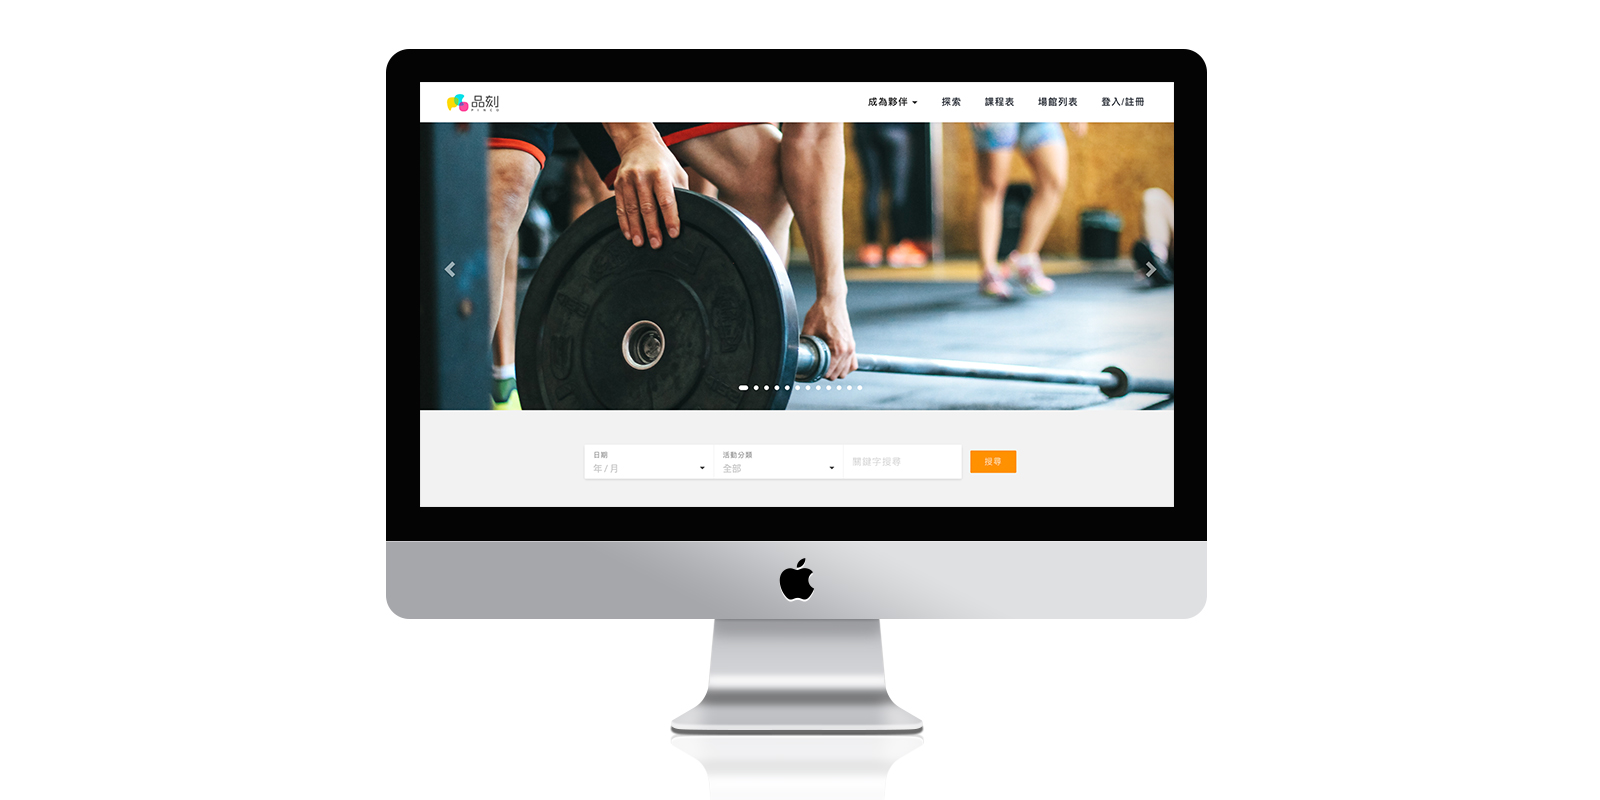 品刻
成為夥伴 探索 課程表 場館列表 登入/註冊
日期 活動分類
年 / 月 全部 關鍵字搜尋 搜尋